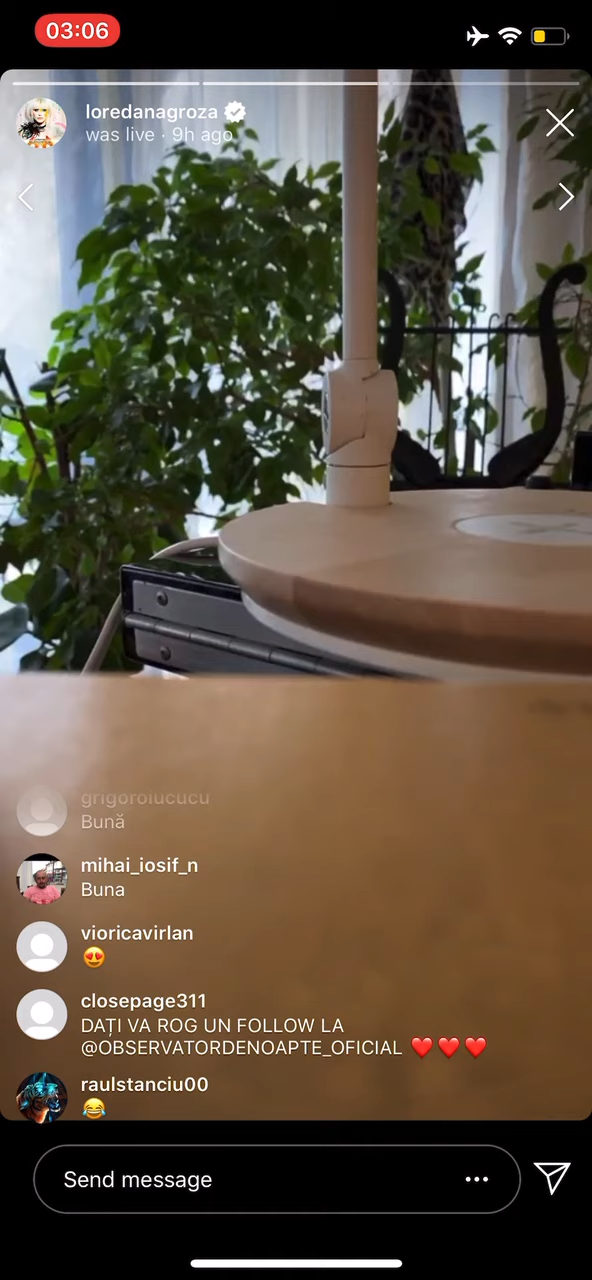 03:06
loredanagroza
was live · 9h ago
grigoroiucucu
Bună
mihai_iosif_n
Buna
vioricavirlan
😍
closepage311
DAȚI VA ROG UN FOLLOW LA
@OBSERVATORDENOAPTE_OFICIAL ❤️❤️❤️
raulstanciu00
😂
Send message